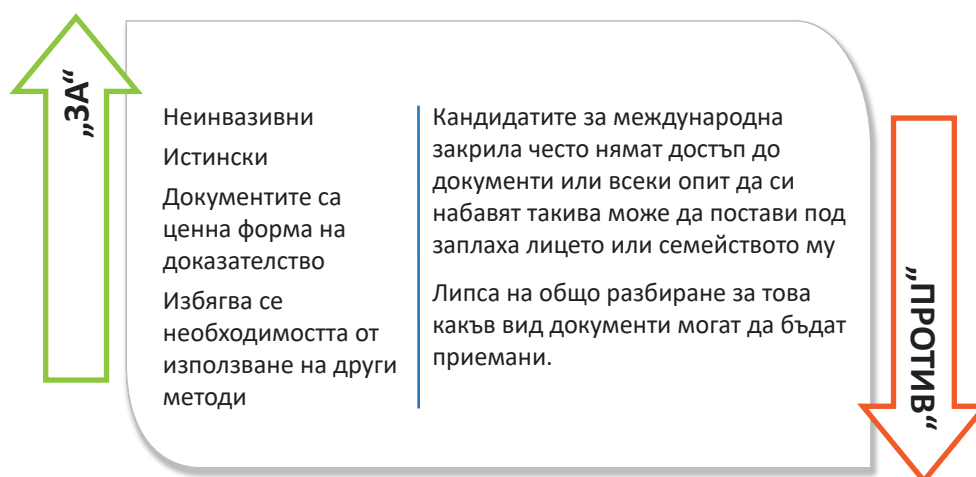 „ЗА“
Неинвазивни
Истински
Документите са
ценна форма на
доказателство
Избягва се
необходимостта от
използване на други
методи
Кандидатите за международна
закрила често нямат достъп до
документи или всеки опит да си
набавят такива може да постави под
заплаха лицето или семейството му
Липса на общо разбиране за това
какъв вид документи могат да бъдат
приемани.
„ПРОТИВ“